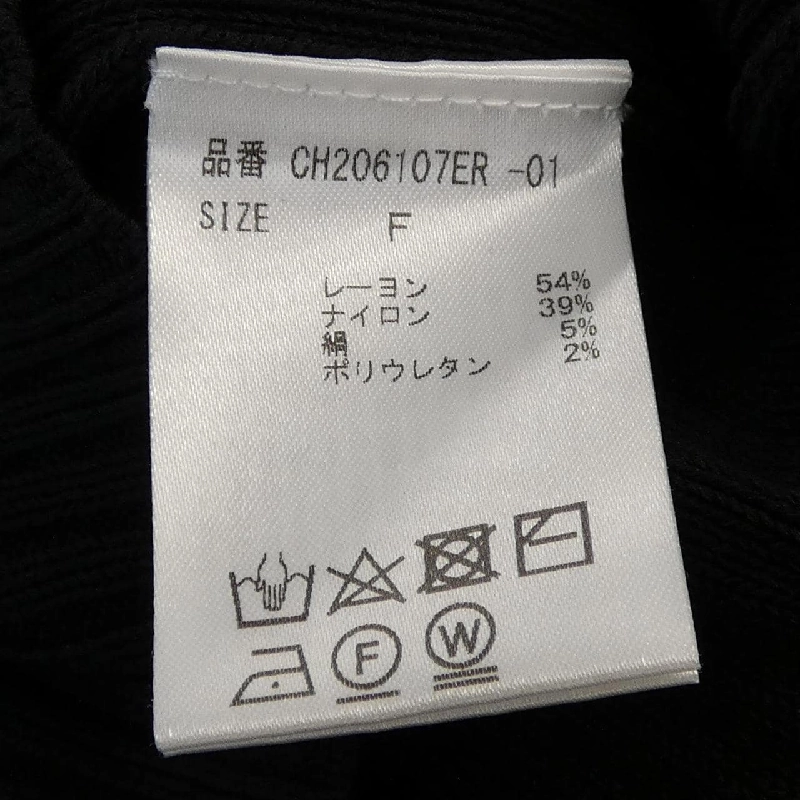 品番 CH206107ER -01
SIZE F
レーヨン 54%
ナイロン 39%
絹 5%
ポリウレタン 2%
F W